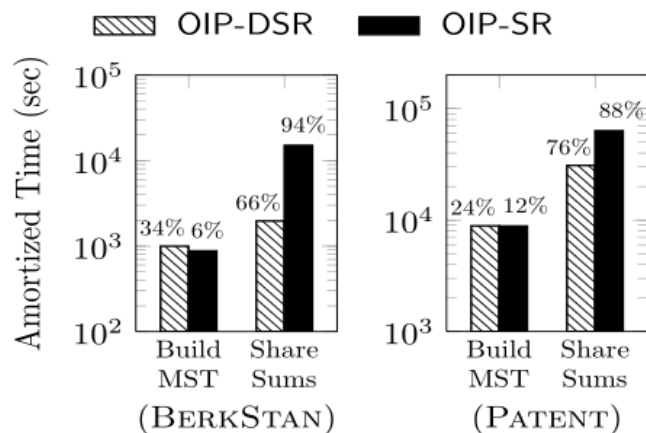 OIP-DSR OIP-SR
Amortized Time (sec)
10^5
10^4
10^3
10^2
34% 6% 66% 94%
Build MST
Share Sums
(BERKSTAN)
10^5
10^4
10^3
24% 12% 76% 88%
Build MST
Share Sums
(PATENT)